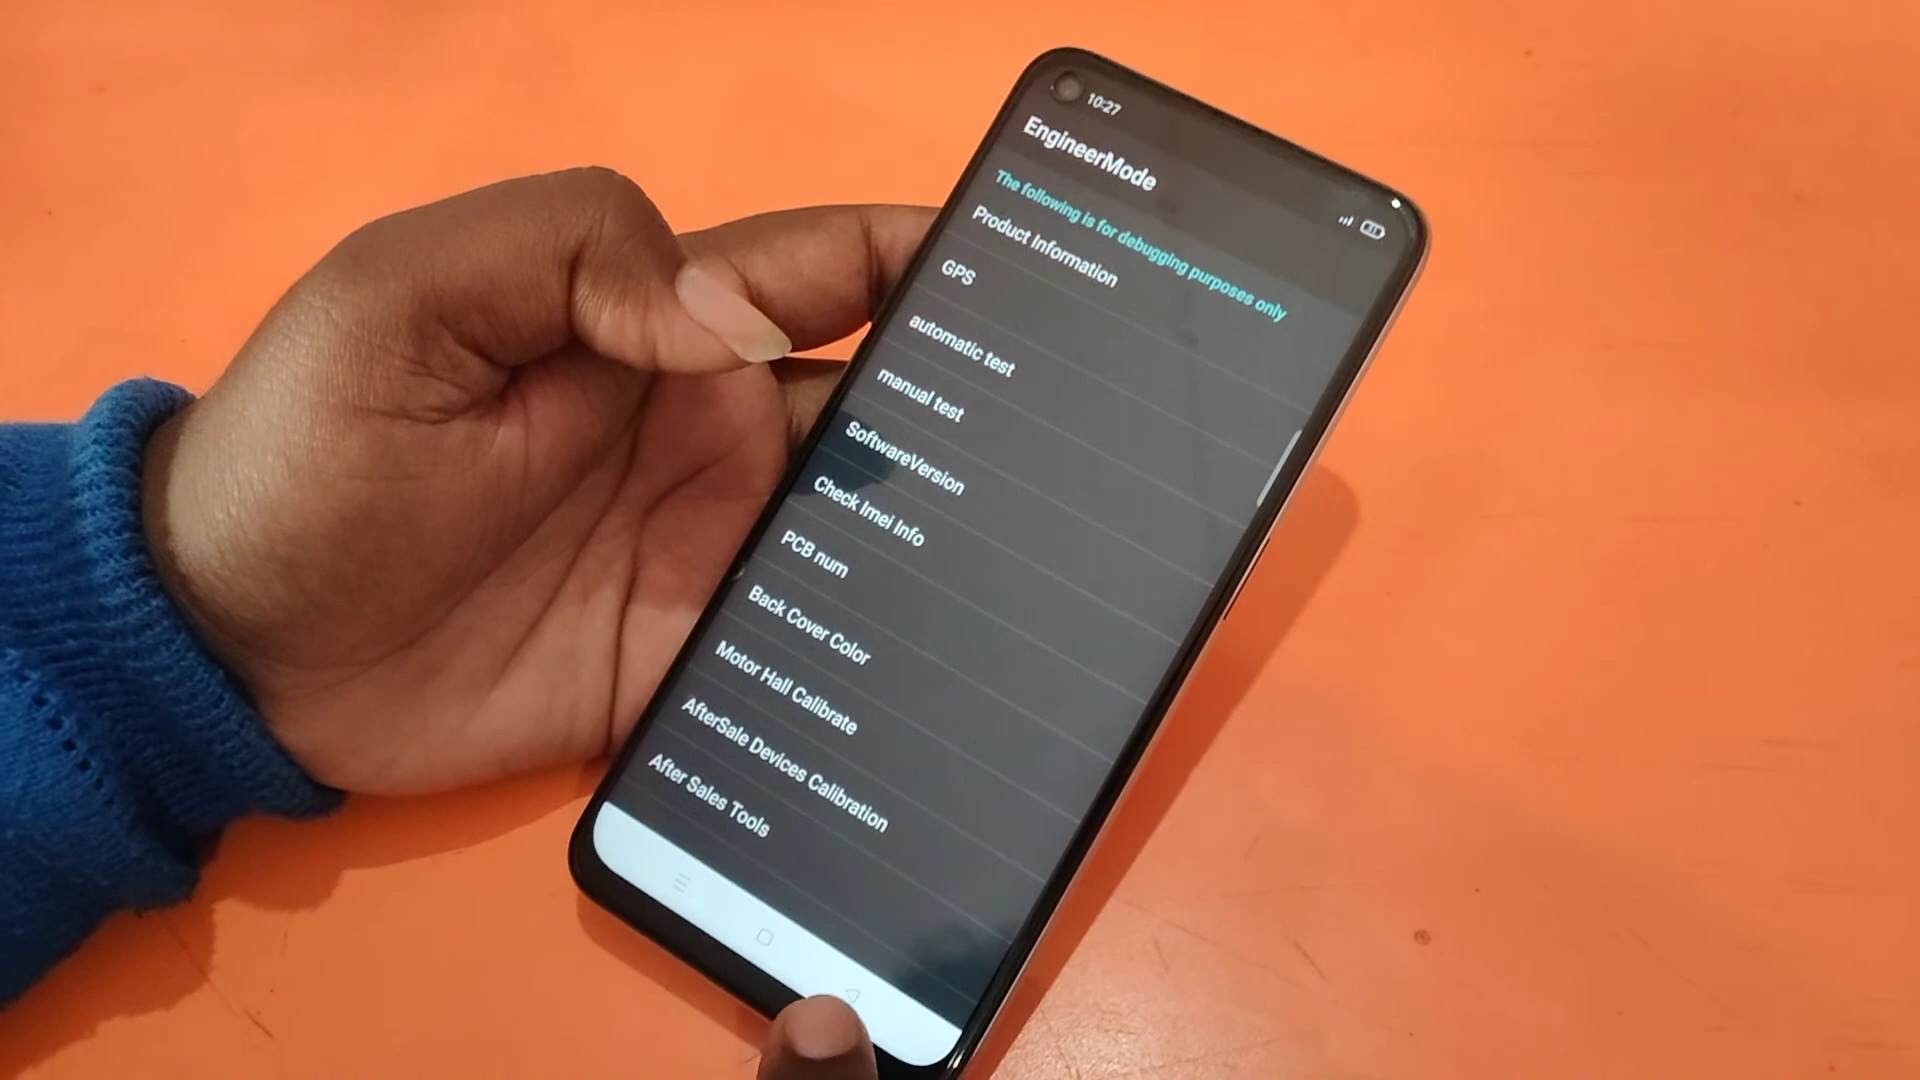 10:27
EngineerMode
The following is for debugging purposes only
Product Information
GPS
automatic test
manual test
SoftwareVersion
Check Imei Info
PCB num
Back Cover Color
Motor Hall Calibrate
AfterSale Devices Calibration
After Sales Tools